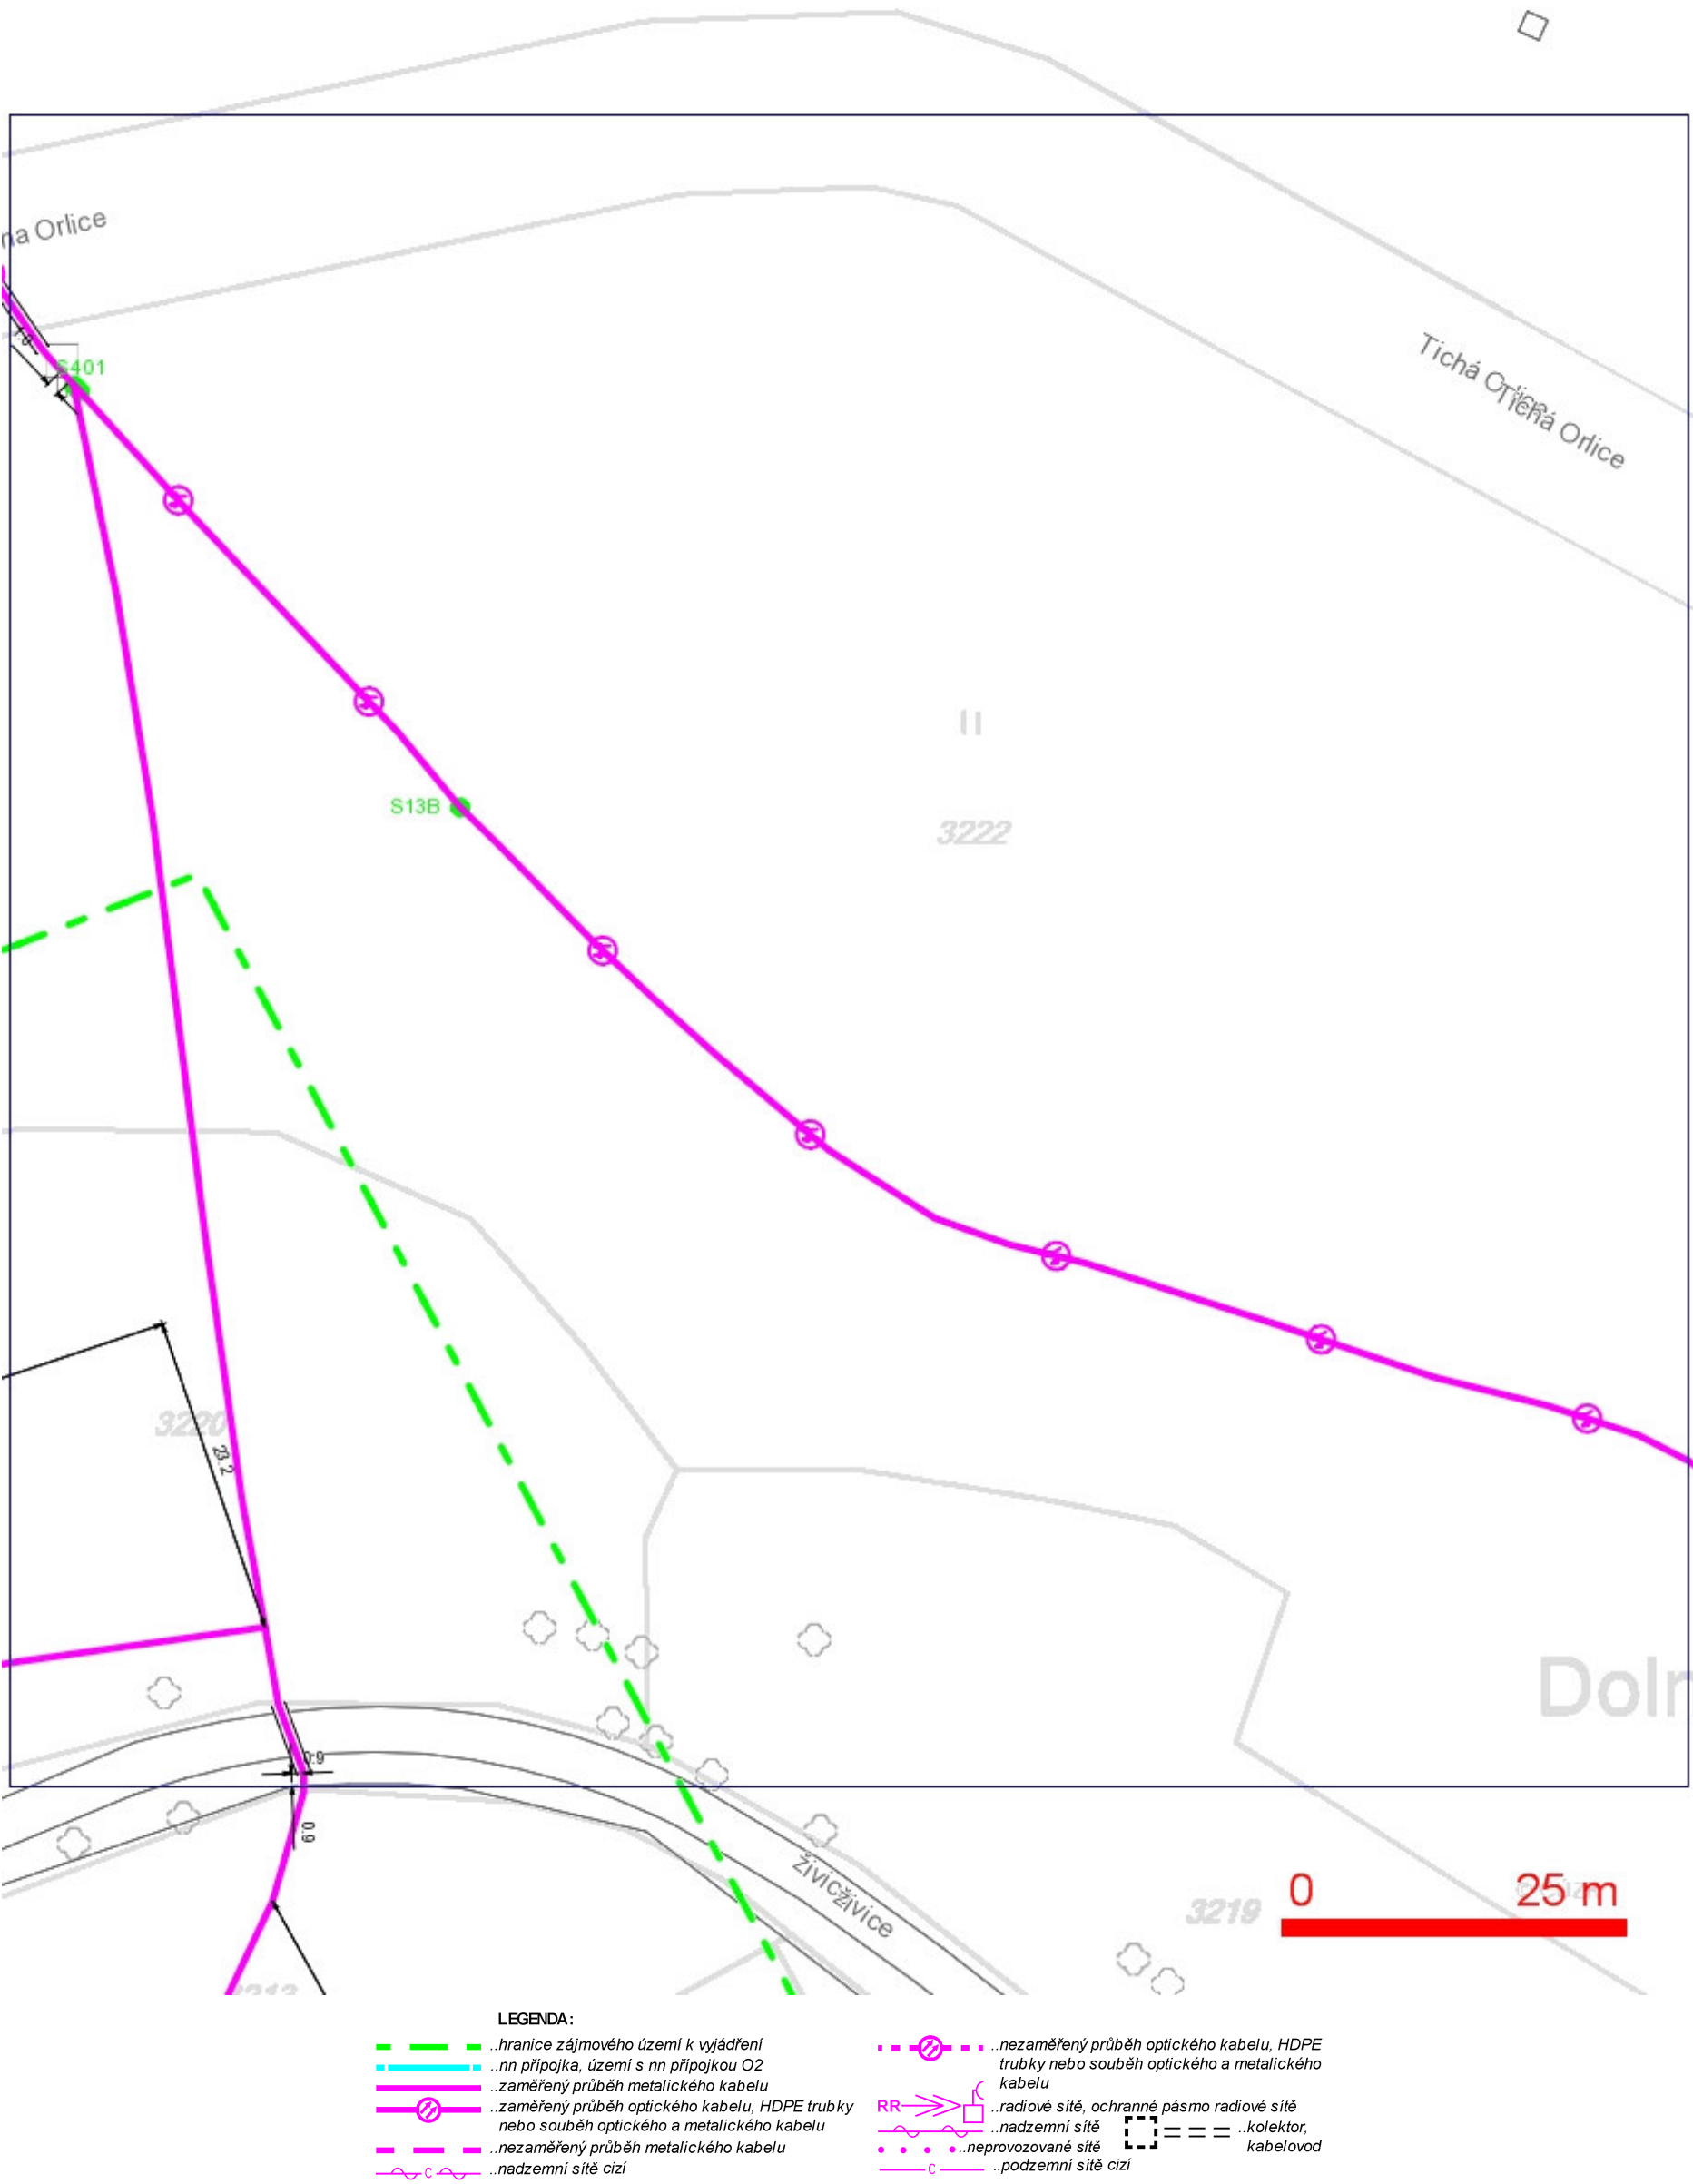 na Orlice
Tichá Orlice
Tichá Orlice
S401
S13B
3222
3220
23.2
Doln
0.9
0.9
živice
živice
3219
0
25 m
3213
LEGENDA:
..hranice zájmového území k vyjádření
..nn přípojka, území s nn přípojkou O2
..zaměřený průběh metalického kabelu
..zaměřený průběh optického kabelu, HDPE trubky
nebo souběh optického a metalického kabelu
..nezaměřený průběh metalického kabelu
C
..nadzemní sítě cizí
..nezaměřený průběh optického kabelu, HDPE
trubky nebo souběh optického a metalického
kabelu
RR
..radiové sítě, ochranné pásmo radiové sítě
..nadzemní sítě
..kolektor,
kabelovod
..neprovozované sítě
C
..podzemní sítě cizí